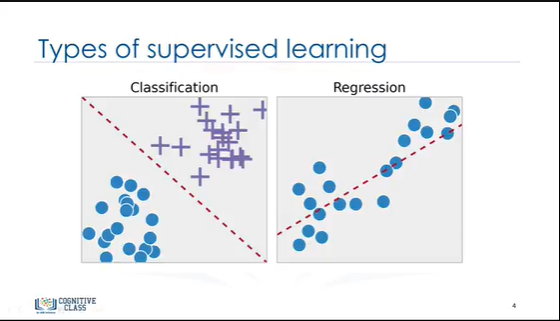 Types of supervised learning
Classification
Regression
COGNITIVE
CLASS
4